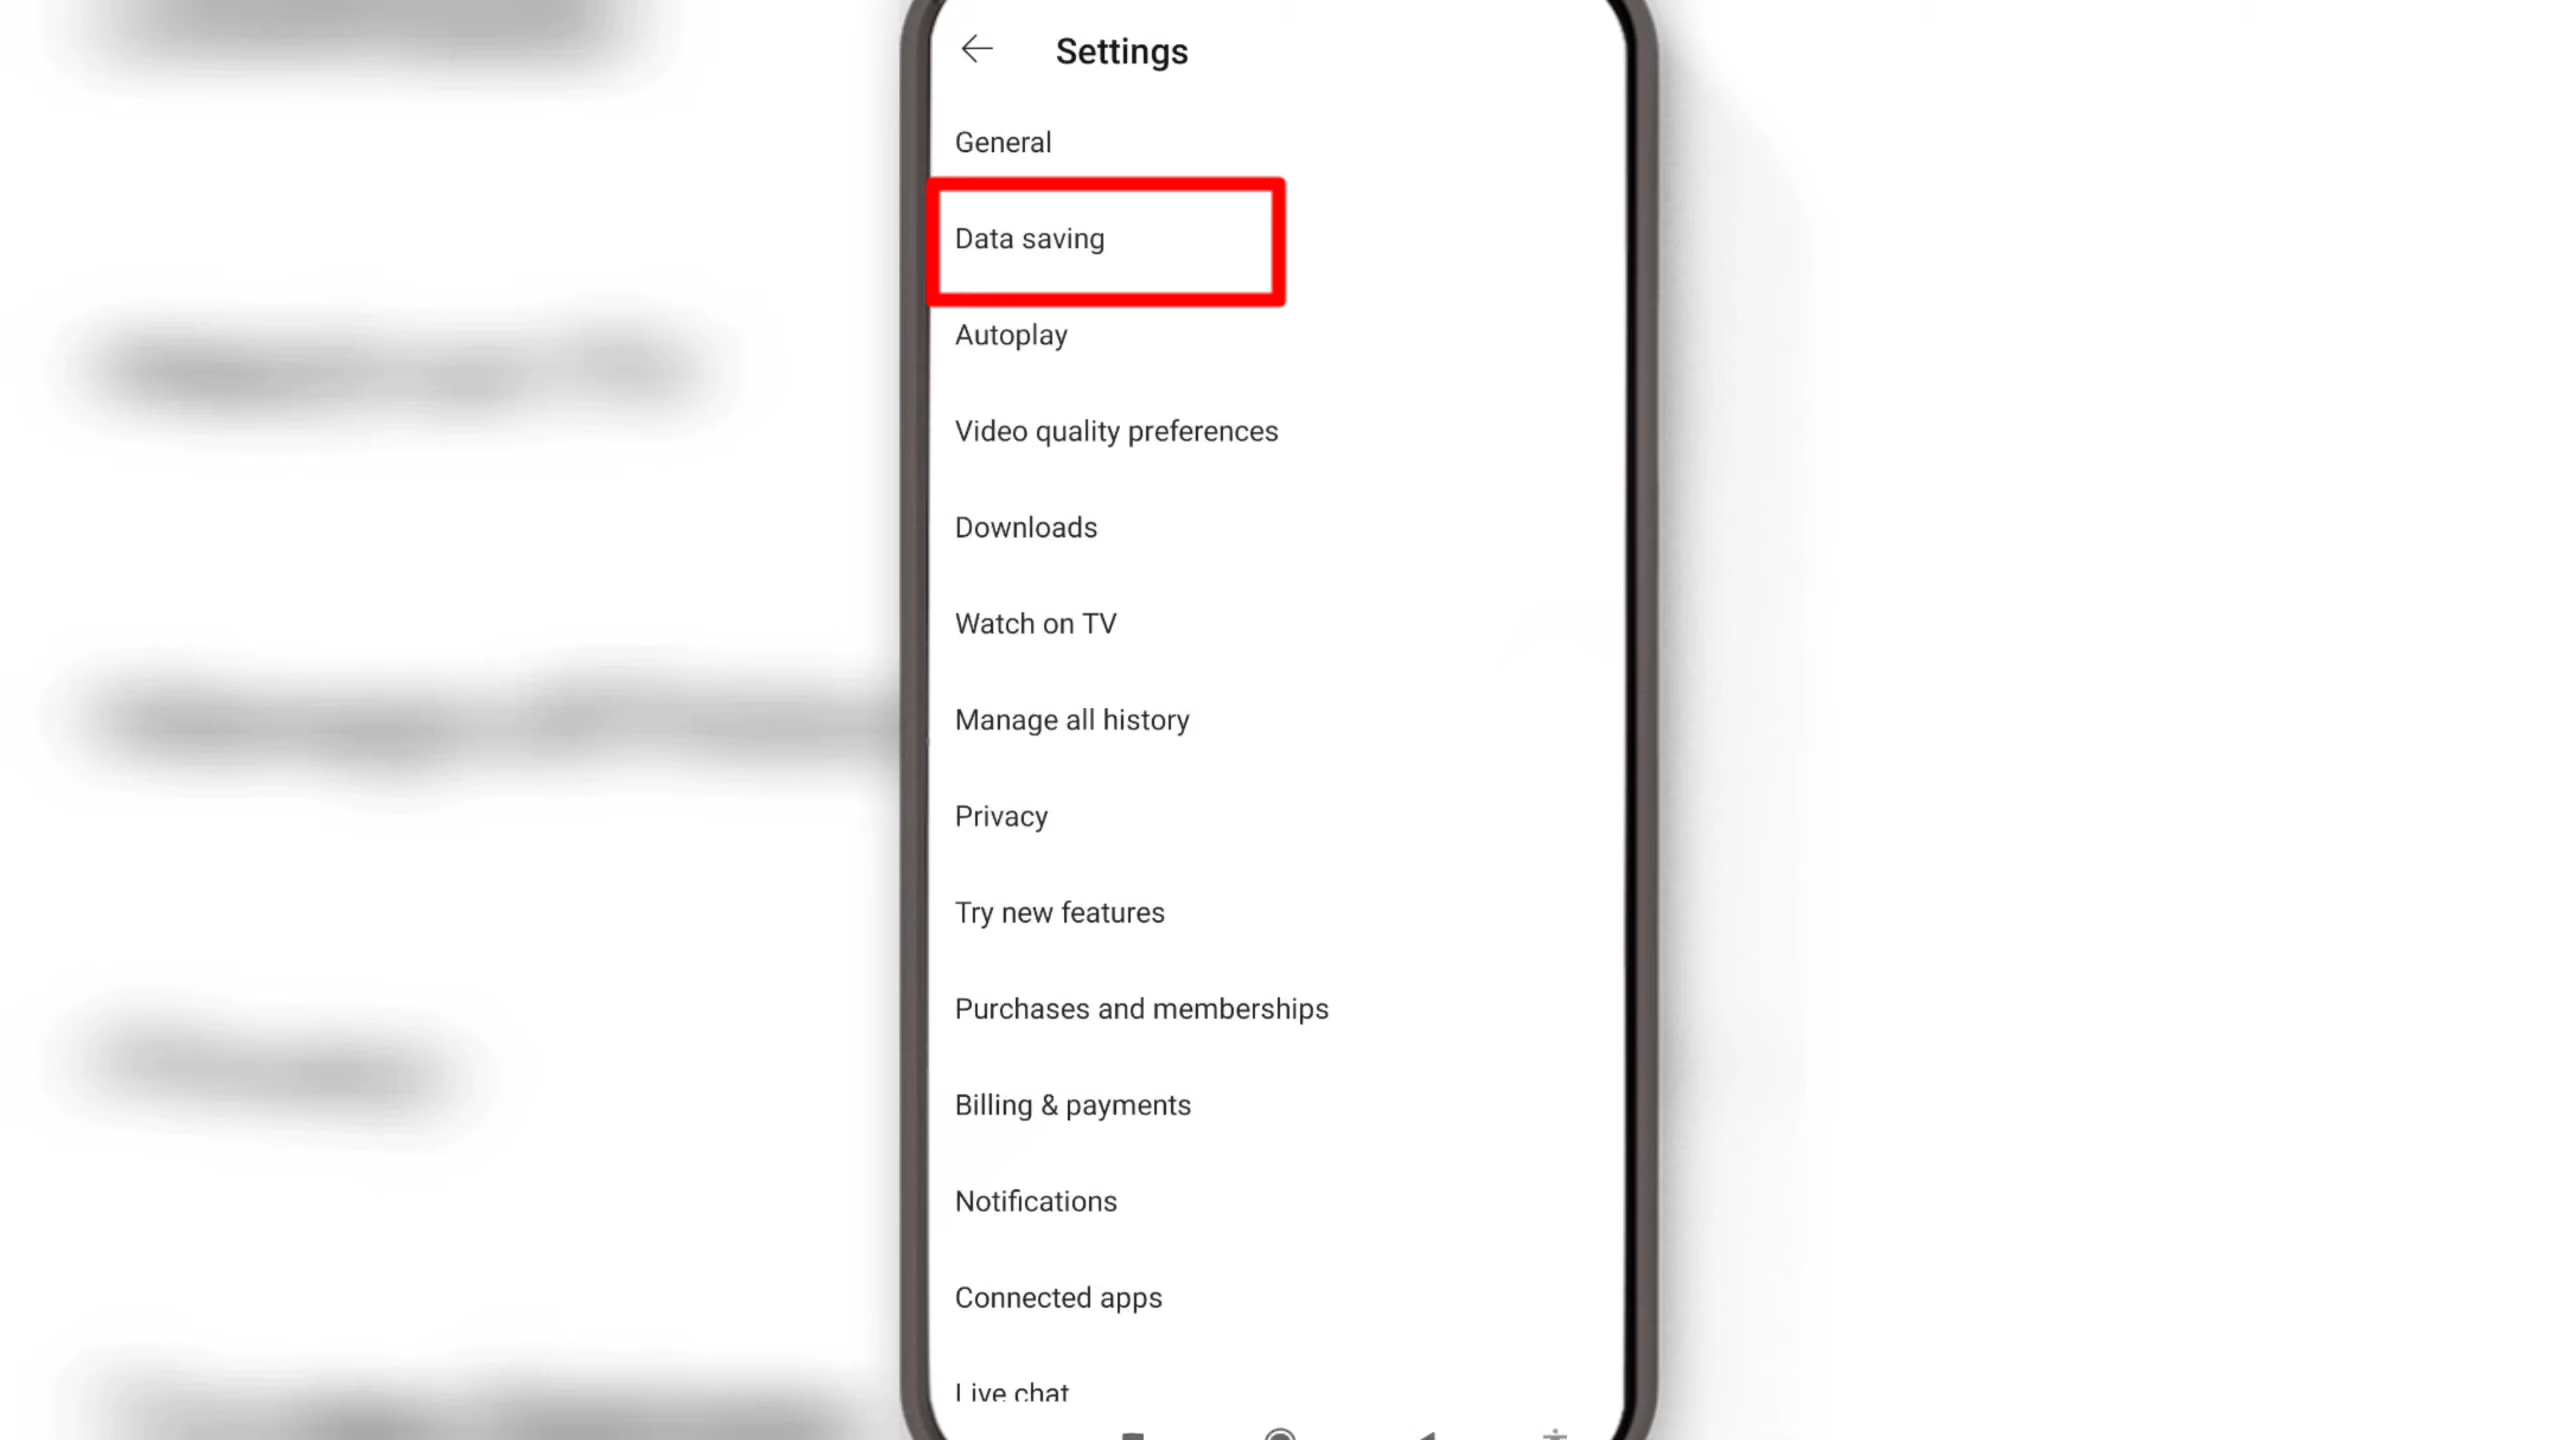 Settings
General
Data saving
Autoplay
Video quality preferences
Downloads
Watch on TV
Manage all history
Privacy
Try new features
Purchases and memberships
Billing & payments
Notifications
Connected apps
Live chat